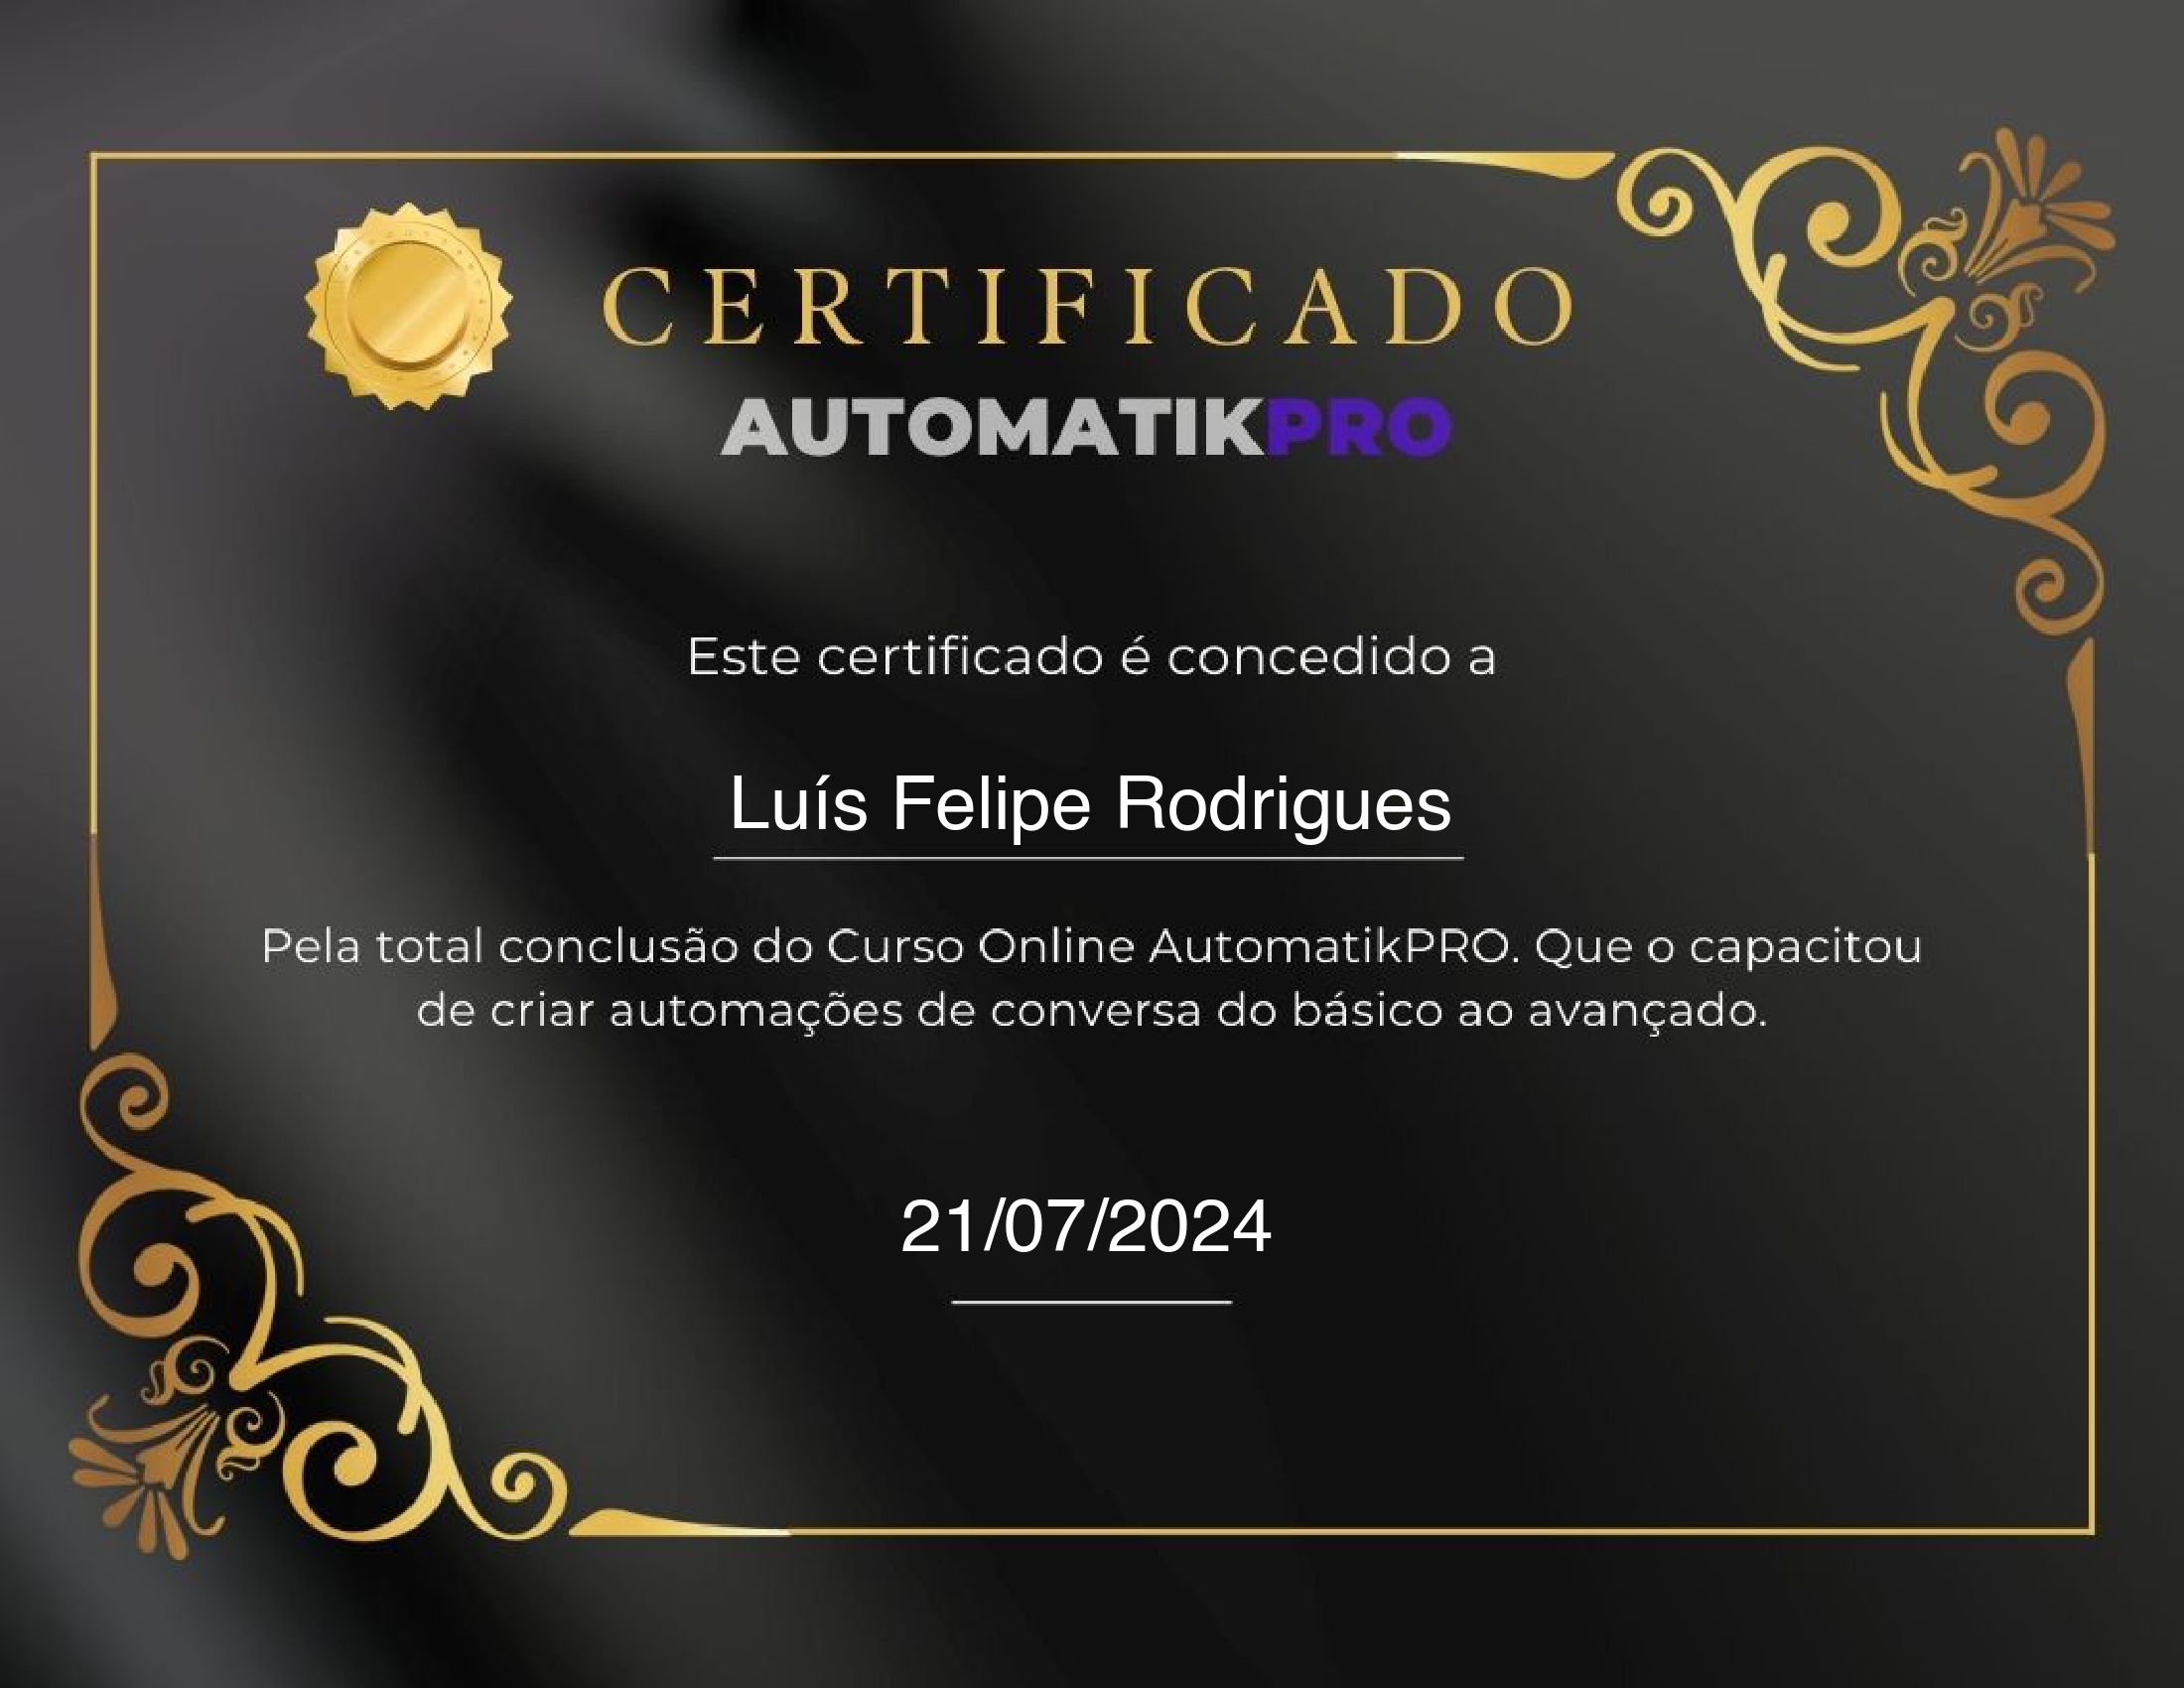 CERTIFICADO
AUTOMATIKPRO
Este certificado é concedido a
Luís Felipe Rodrigues
Pela total conclusão do Curso Online AutomatikPRO. Que o capacitou
de criar automações de conversa do básico ao avançado.
21/07/2024